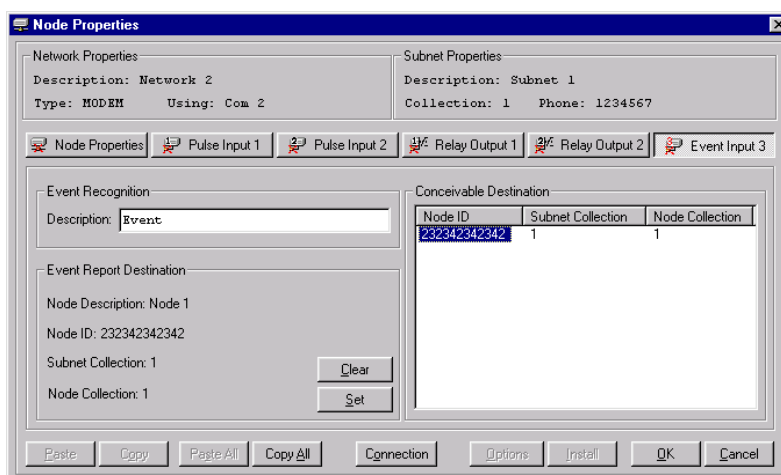 Node Properties
Network Properties
Description: Network 2
Type: MODEM Using: Com 2
Subnet Properties
Description: Subnet 1
Collection: 1 Phone: 1234567
Node Properties
Pulse Input 1
Pulse Input 2
Relay Output 1
Relay Output 2
Event Input 3
Event Recognition
Description: Event
Event Report Destination
Node Description: Node 1
Node ID: 232342342342
Subnet Collection: 1
Node Collection: 1
Clear
Set
Conceivable Destination
Node ID Subnet Collection Node Collection
232342342342 1 1
Paste Copy Paste All Copy All Connection Options Install OK Cancel